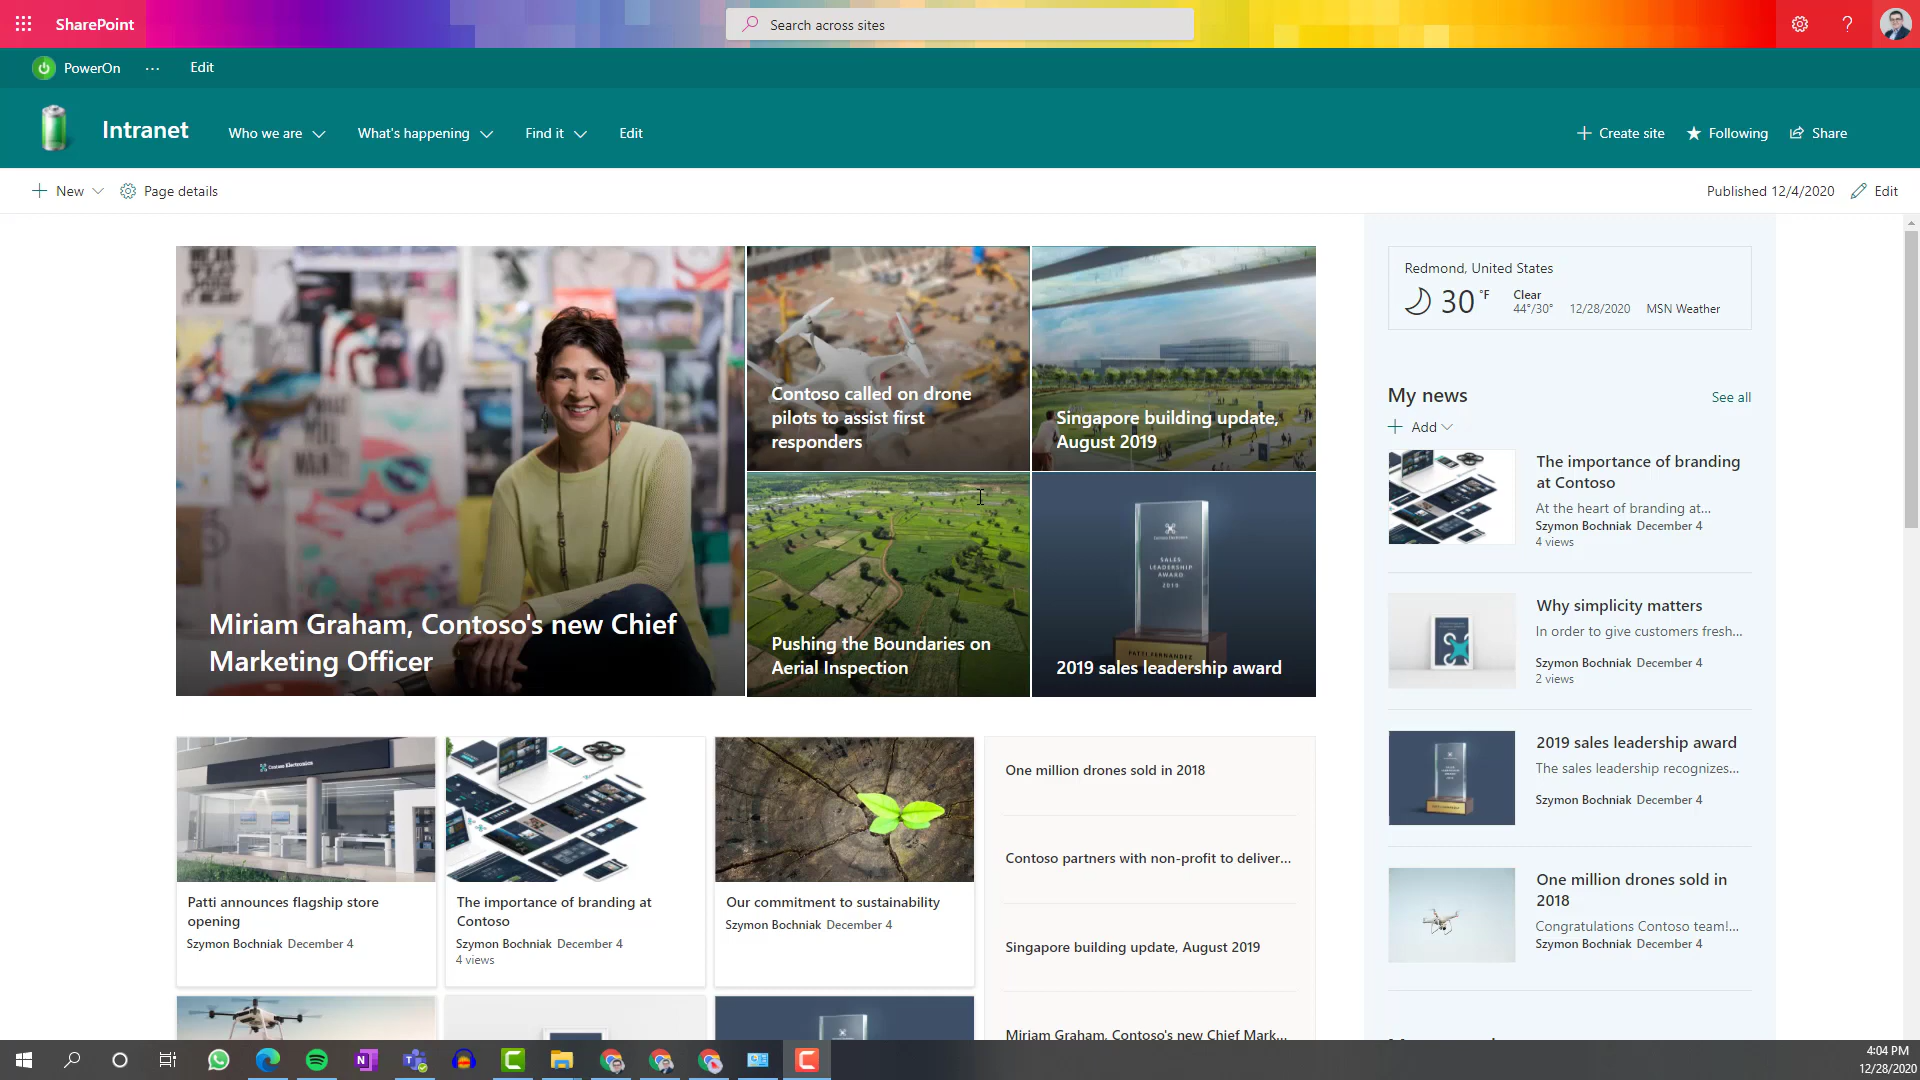 SharePoint
Search across sites
PowerOn
...
Edit
Intranet
Who we are
What's happening
Find it
Edit
Create site
Following
Share
New
Page details
Published 12/4/2020
Edit
Miriam Graham, Contoso's new Chief
Marketing Officer
Contoso called on drone
pilots to assist first
responders
Singapore building update,
August 2019
Pushing the Boundaries on
Aerial Inspection
SALES
LEADERSHIP
AWARD
2019
PATTI FERNANDEZ
2019 sales leadership award
Redmond, United States
30 °F
Clear
44°/30°
12/28/2020
MSN Weather
My news
See all
Add
The importance of branding
at Contoso
At the heart of branding at...
Szymon Bochniak December 4
4 views
Why simplicity matters
In order to give customers fresh...
Szymon Bochniak December 4
2 views
2019 sales leadership award
The sales leadership recognizes...
Szymon Bochniak December 4
One million drones sold in
2018
Congratulations Contoso team!...
Szymon Bochniak December 4
Contoso Electronics
Patti announces flagship store
opening
Szymon Bochniak December 4
The importance of branding at
Contoso
Szymon Bochniak December 4
4 views
Our commitment to sustainability
Szymon Bochniak December 4
One million drones sold in 2018
Contoso partners with non-profit to deliver...
Singapore building update, August 2019
Miriam Graham, Contoso's new Chief Mark...
4:04 PM
12/28/2020